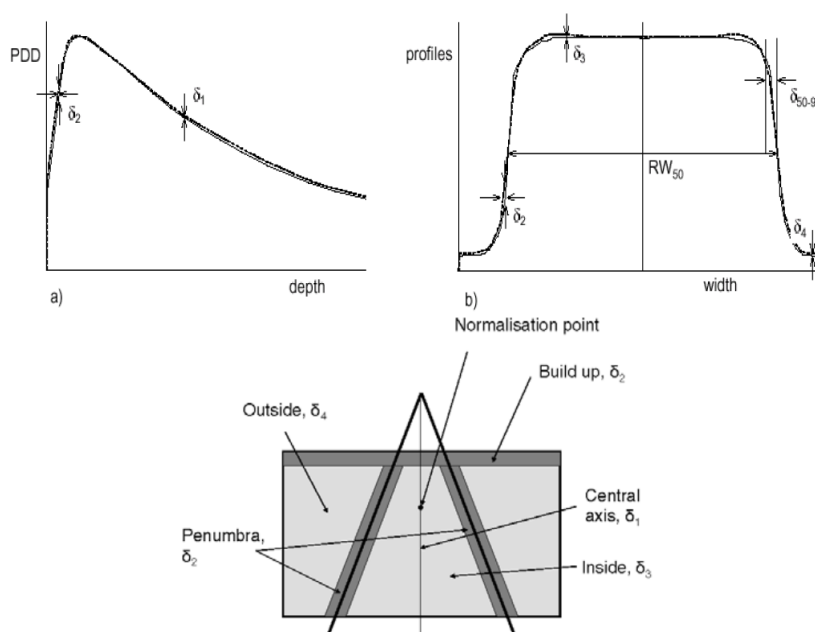 PDD
δ1
δ2
depth
a)
profiles
δ3
δ50-9
RW50
δ2
δ4
width
b)
Normalisation point
Build up, δ2
Outside, δ4
Central
axis, δ1
Penumbra,
δ2
Inside, δ3